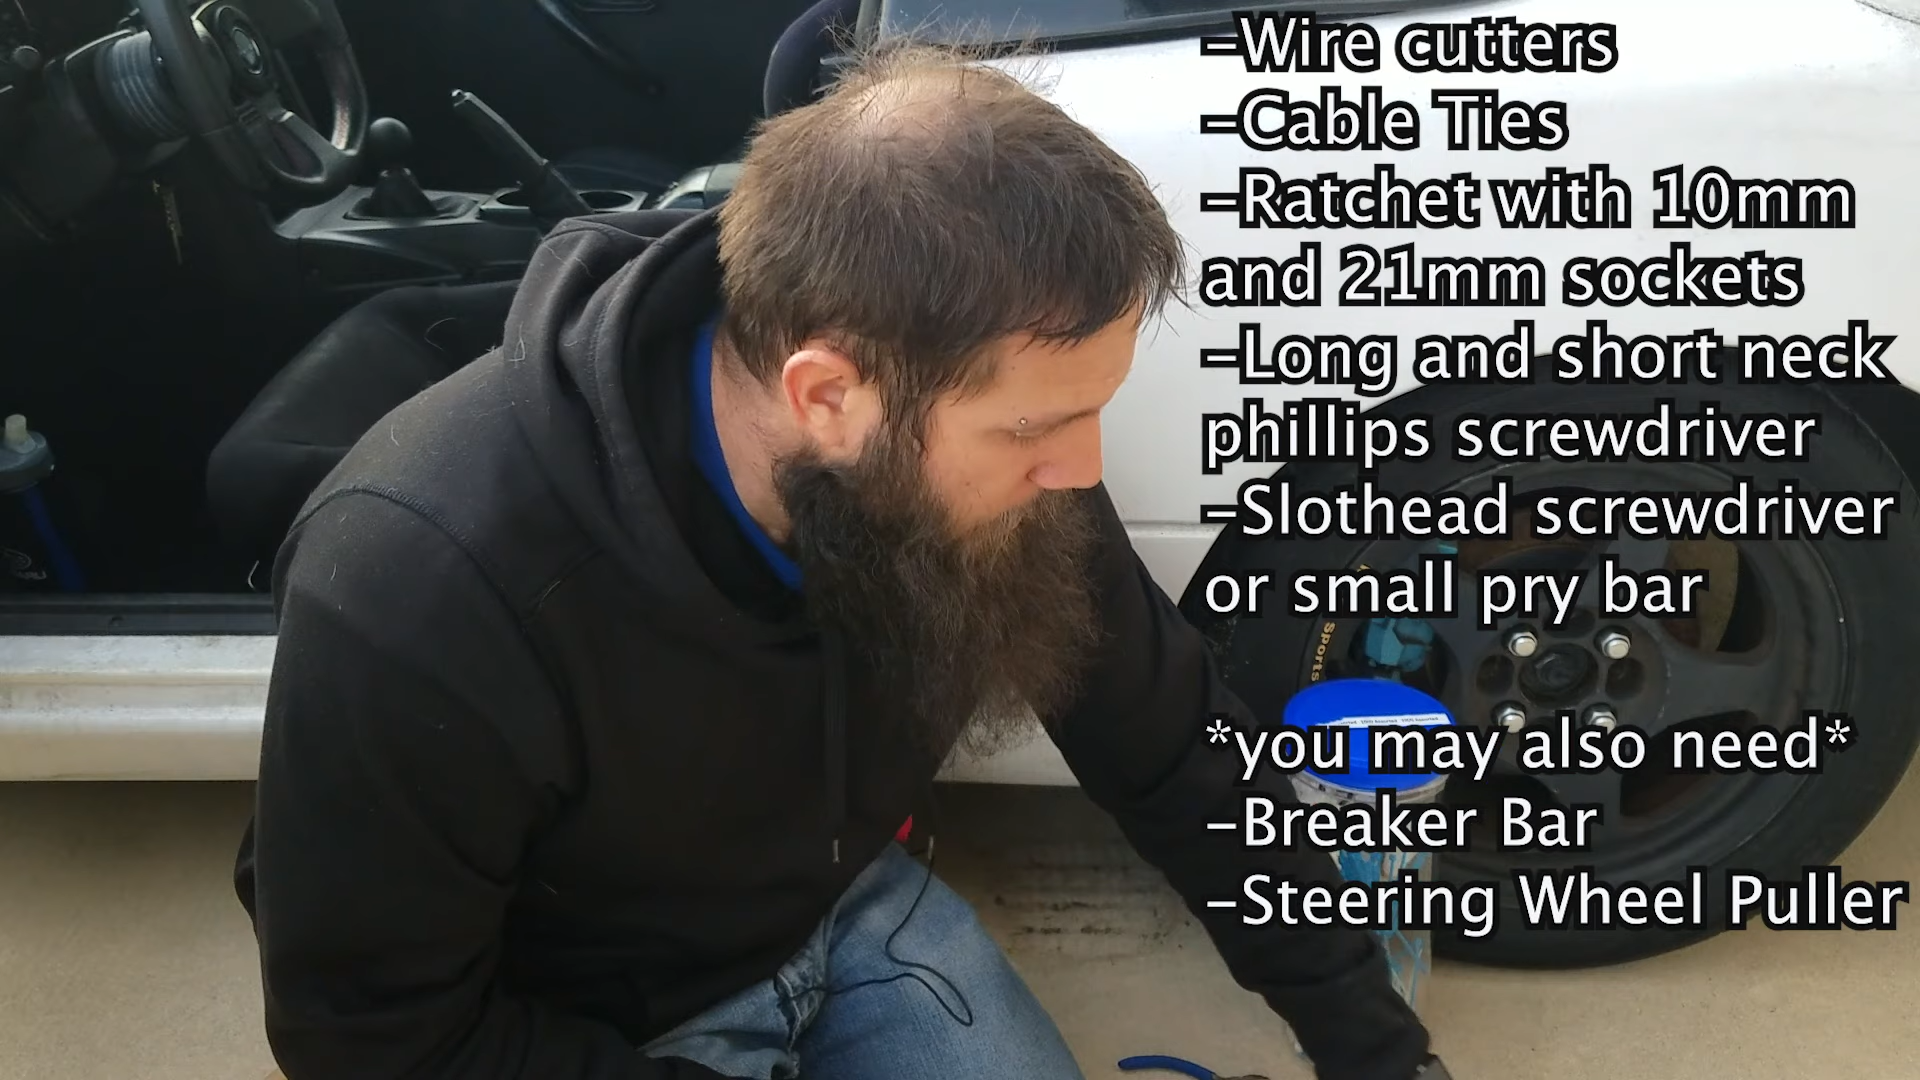 -Wire cutters
-Cable Ties
-Ratchet with 10mm
and 21mm sockets
-Long and short neck
phillips screwdriver
-Slothead screwdriver
or small pry bar
Sports
*you may also need*
-Breaker Bar
-Steering Wheel Puller